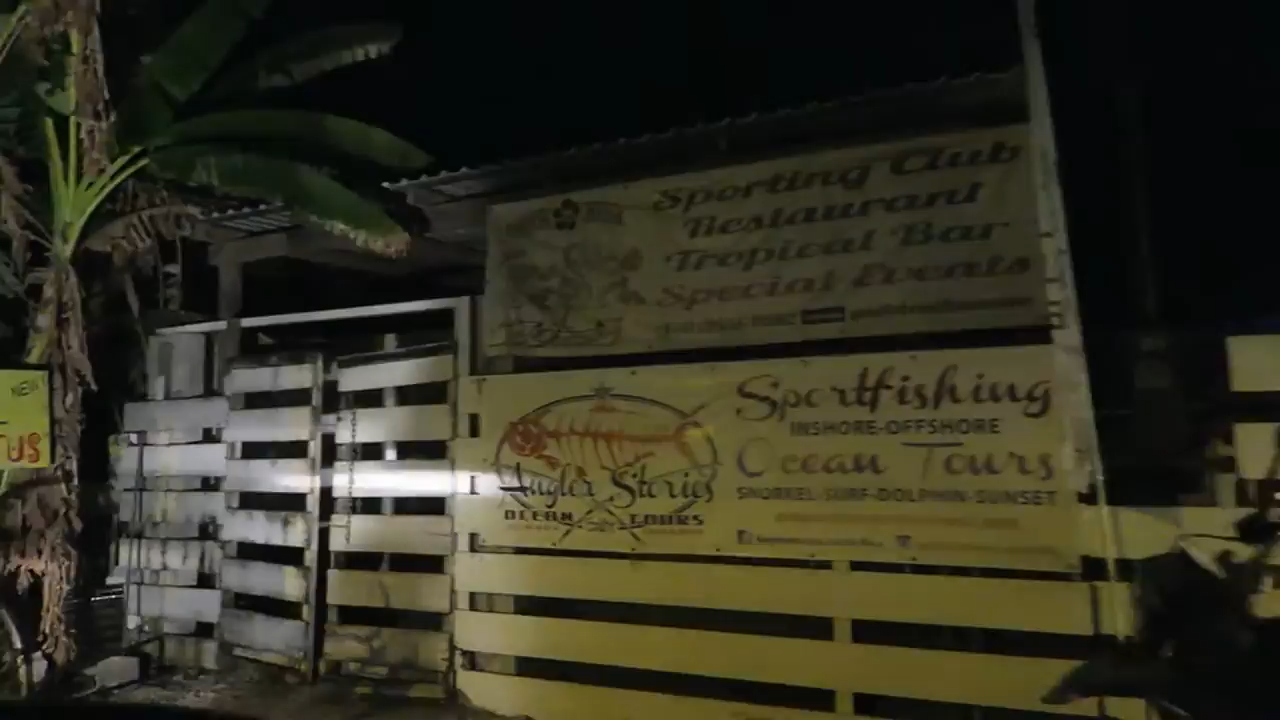 Sporting Club
Restaurant
Tropical Bar
Special Events
Sportfishing
INSHORE-OFFSHORE
Ocean Tours
SNORKEL-SURF-DOLPHIN-SUNSET
Angler Stories
OCEAN TOURS
NEW!
US